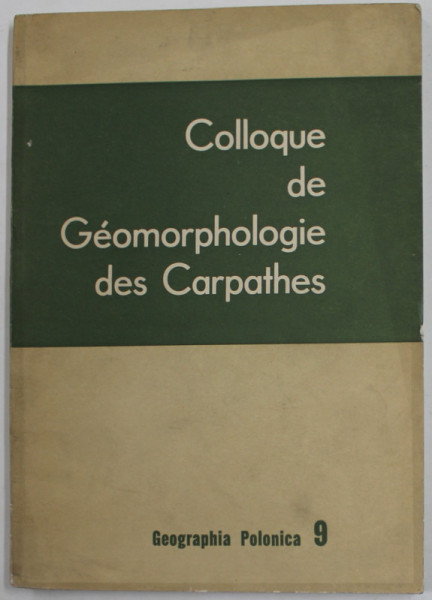 Colloque
de
Géomorphologie
des Carpathes
Geographia Polonica 9